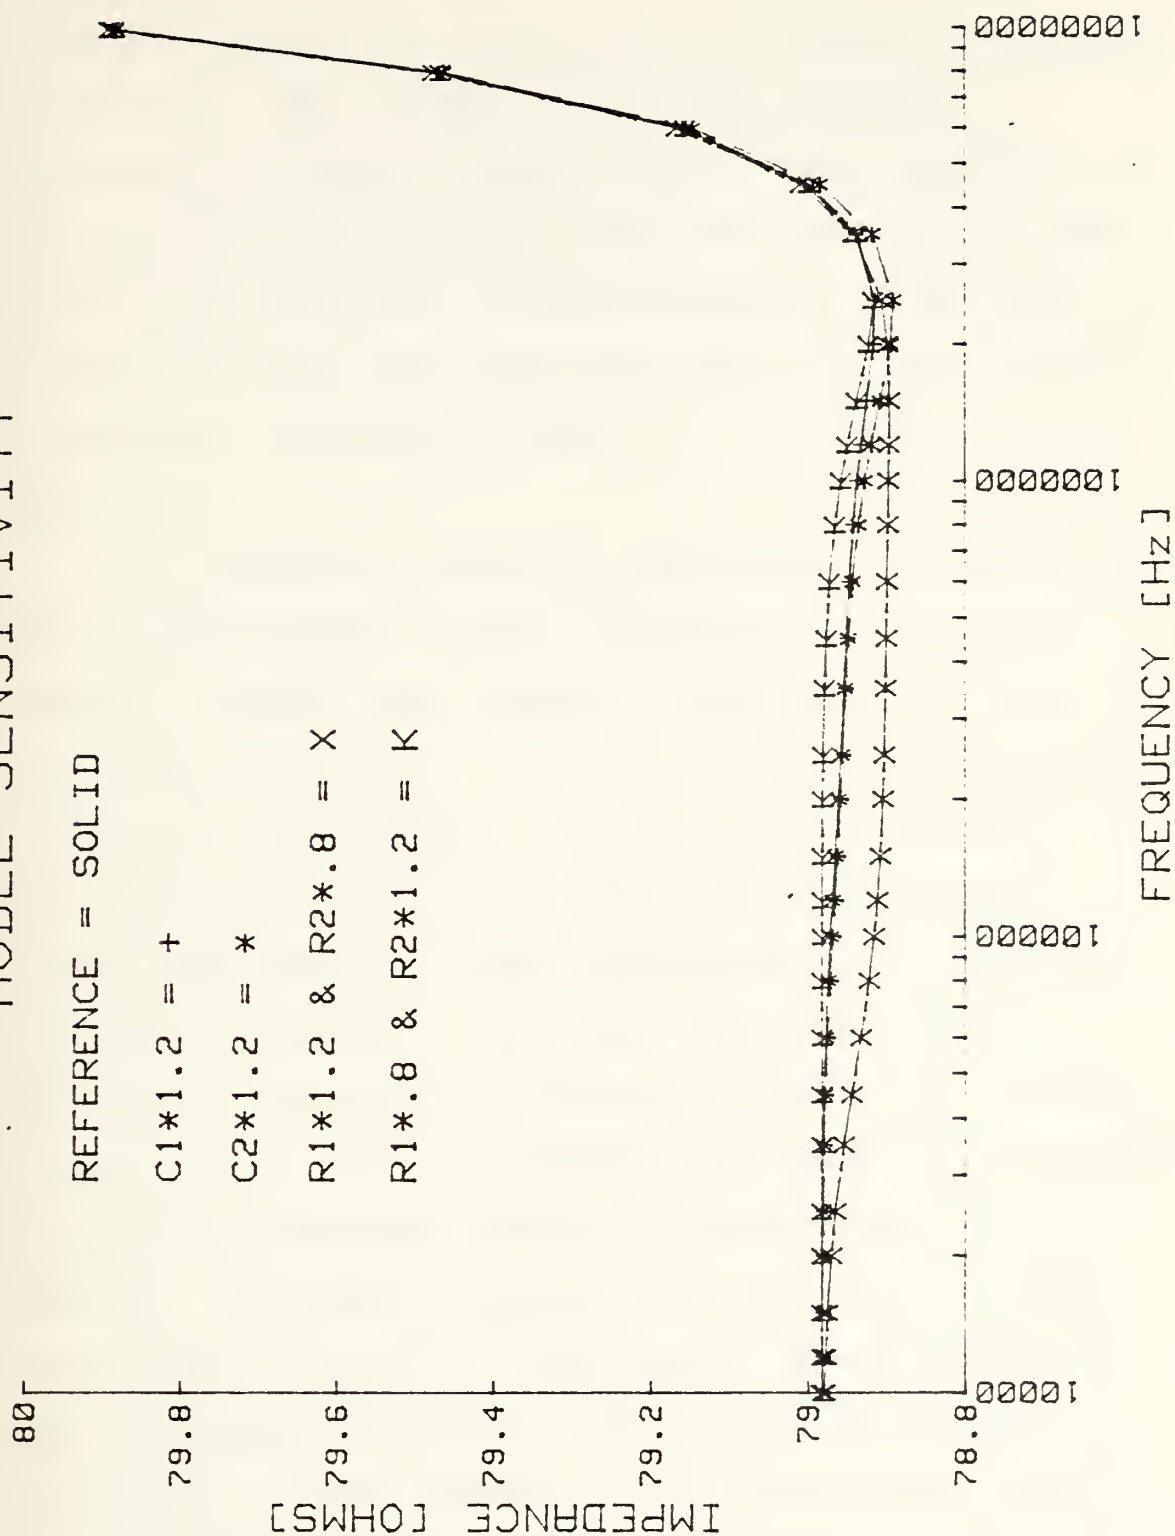 MODEL SENSITIVITY
REFERENCE = SOLID
C1*1.2 = +
C2*1.2 = *
R1*1.2 & R2*.8 = X
R1*.8 & R2*1.2 = K
IMPEDANCE [OHMS]
80
79.8
79.6
79.4
79.2
79
78.8
10000
100000
1000000
10000000
FREQUENCY [Hz]